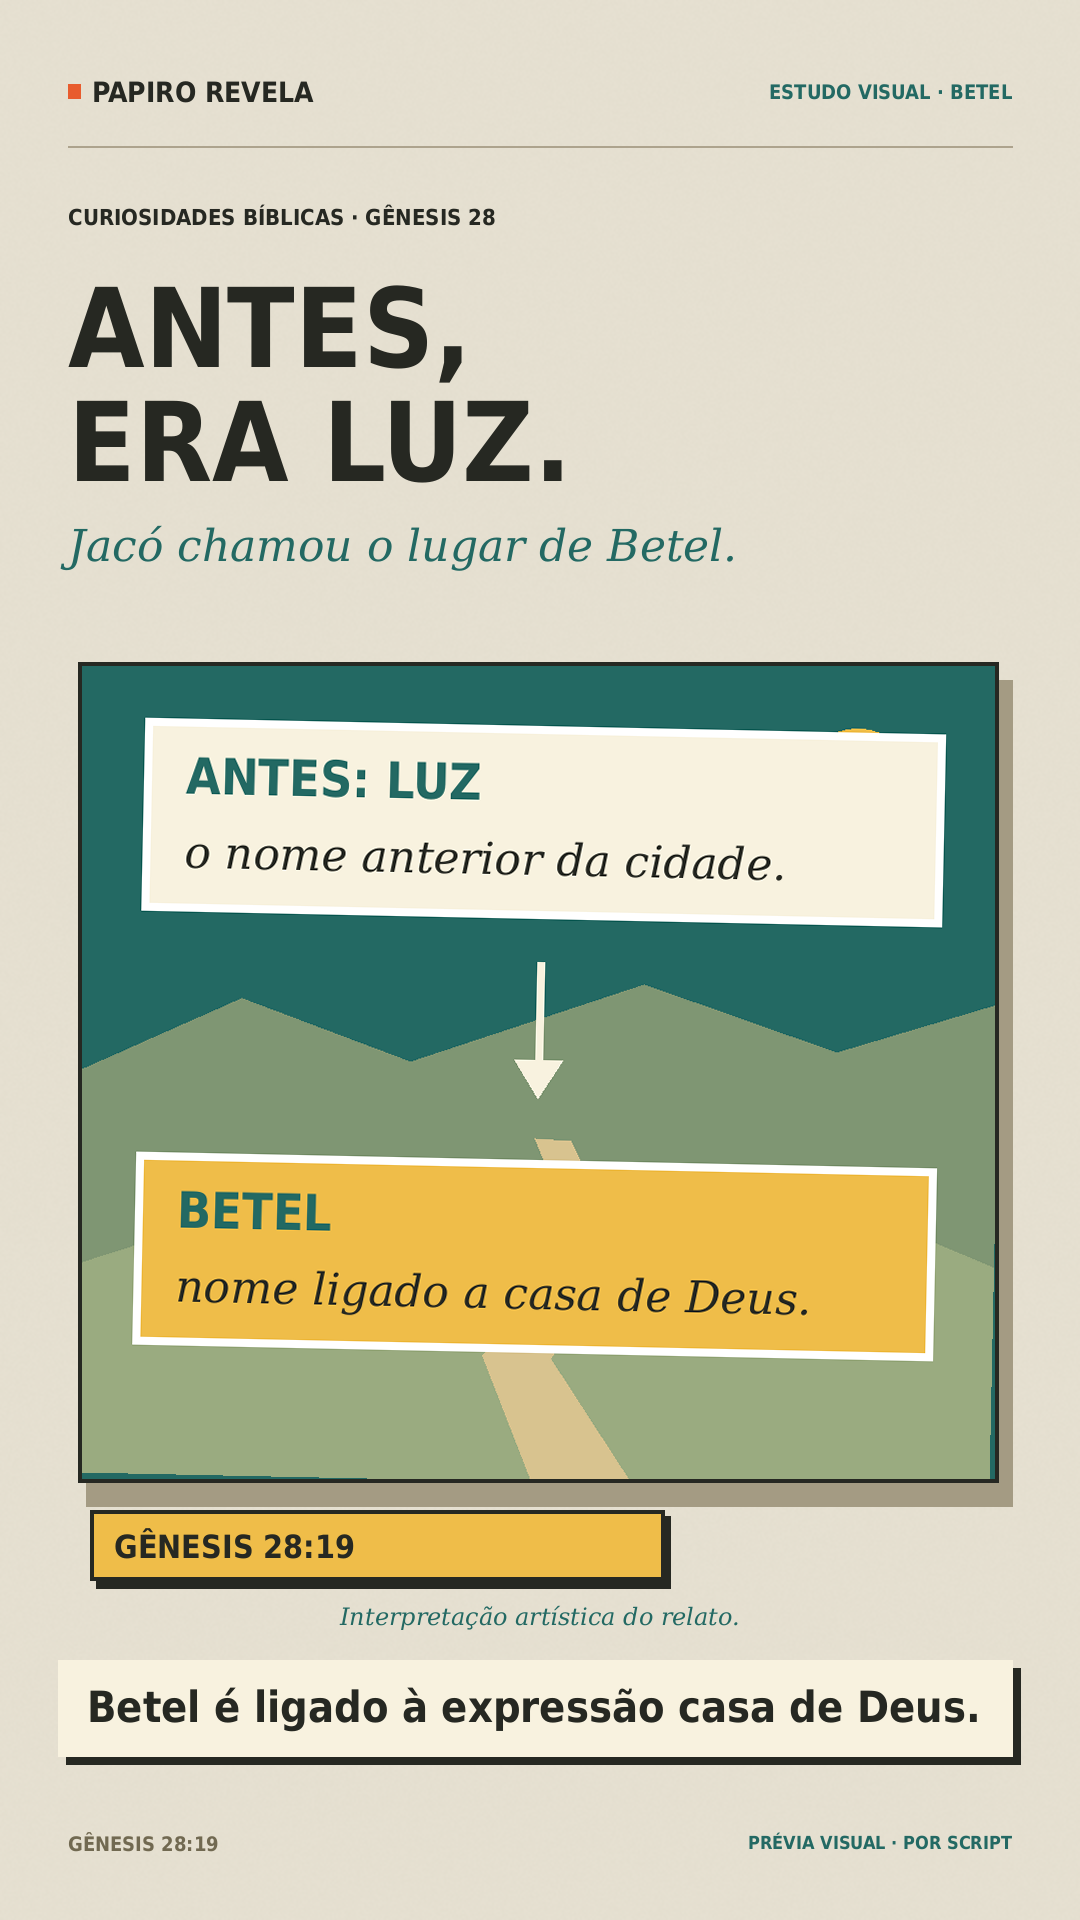 PAPIRO REVELA
ESTUDO VISUAL · BETEL
CURIOSIDADES BÍBLICAS · GÊNESIS 28
ANTES,
ERA LUZ.
Jacó chamou o lugar de Betel.
ANTES: LUZ
o nome anterior da cidade.
BETEL
nome ligado a casa de Deus.
GÊNESIS 28:19
Interpretação artística do relato.
Betel é ligado à expressão casa de Deus.
GÊNESIS 28:19
PRÉVIA VISUAL · POR SCRIPT